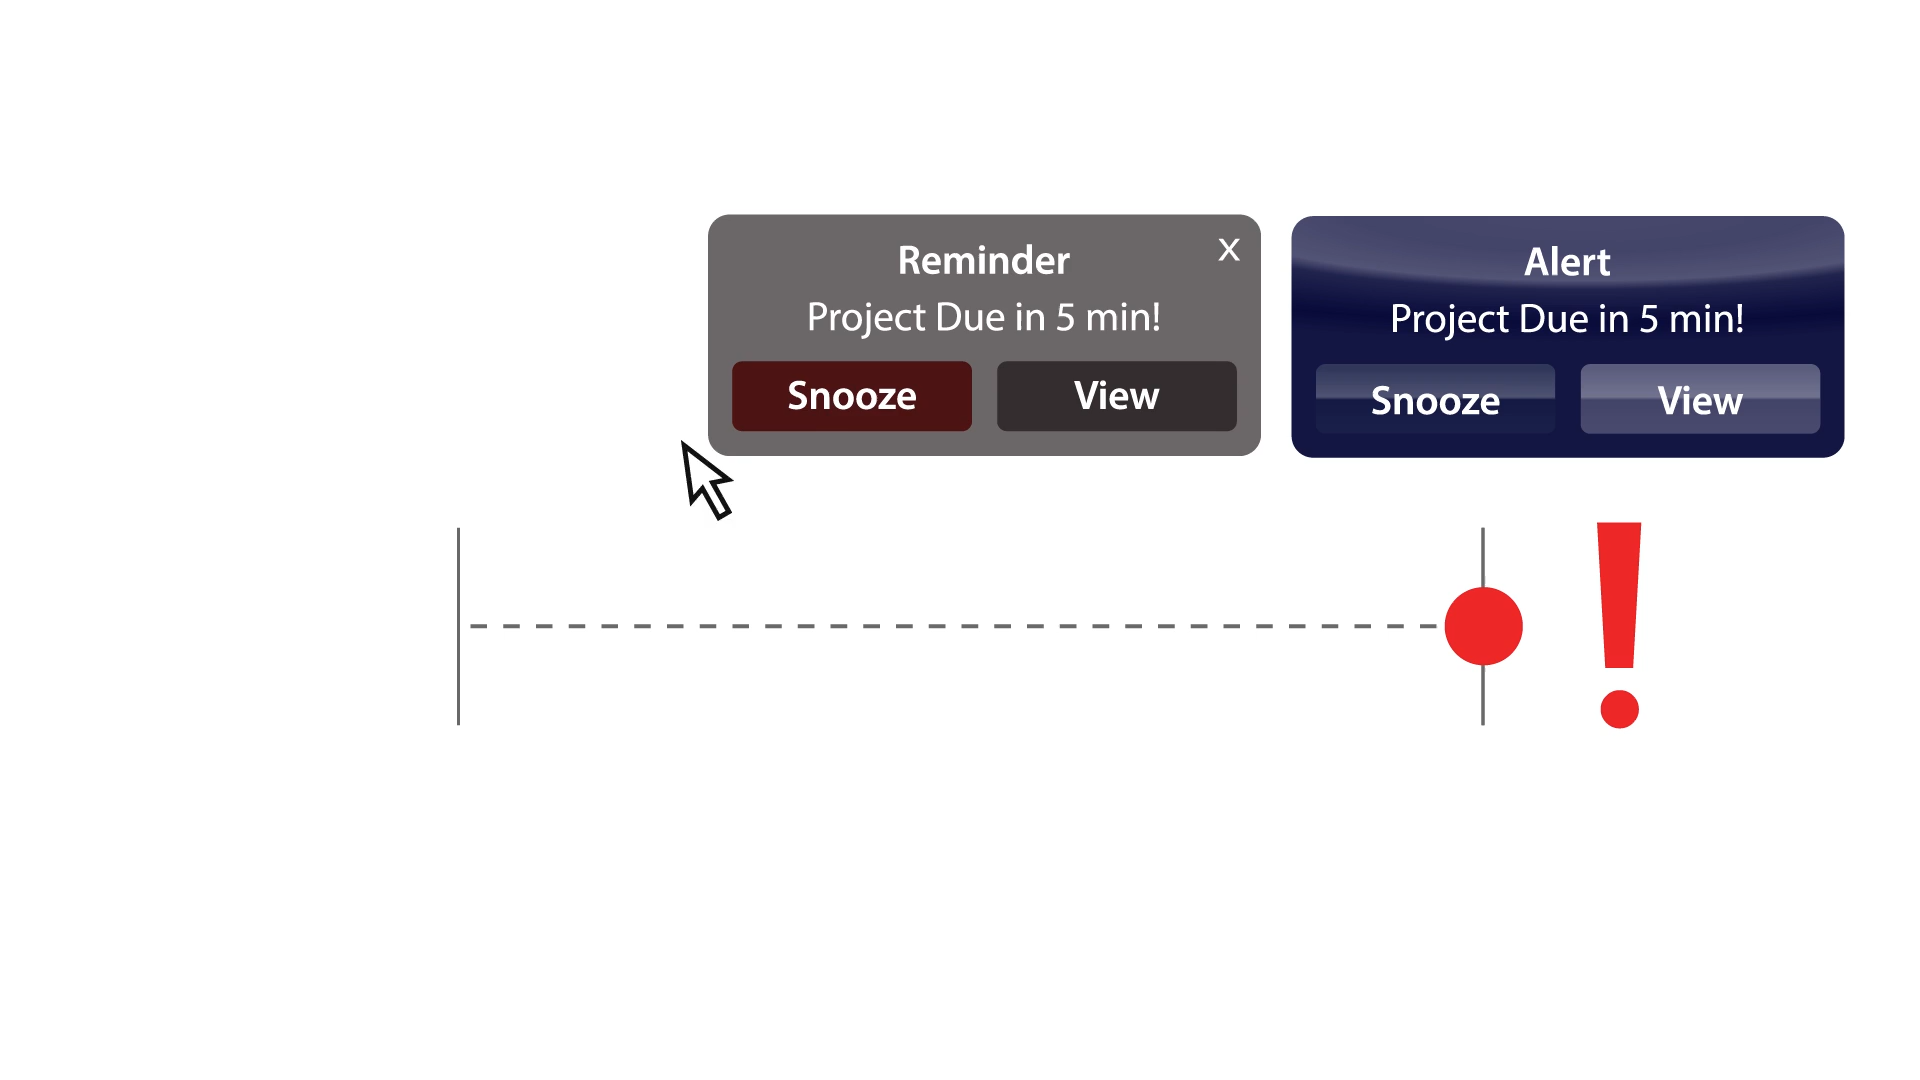 Reminder
X
Project Due in 5 min!
Snooze
View
Alert
Project Due in 5 min!
Snooze
View
!